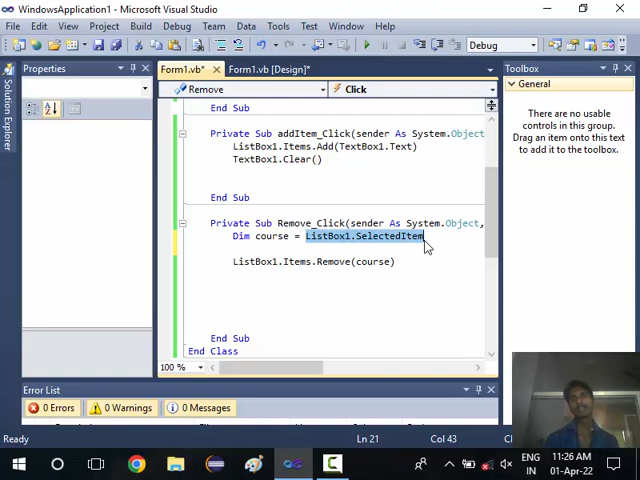 WindowsApplication1 - Microsoft Visual Studio
File Edit View Project Build Debug Team Data Tools Test Window Help
Debug
Solution Explorer
Properties
Form1.vb* Form1.vb [Design]*
Toolbox
Remove Click
General
There are no usable
controls in this group.
Drag an item onto this text
to add it to the toolbox.
End Sub
Private Sub addItem_Click(sender As System.Object
ListBox1.Items.Add(TextBox1.Text)
TextBox1.Clear()
End Sub
Private Sub Remove_Click(sender As System.Object,
Dim course = ListBox1.SelectedItem
ListBox1.Items.Remove(course)
End Sub
End Class
100 %
Error List
0 Errors 0 Warnings 0 Messages
Ready Ln 21 Col 43
ENG 11:26 AM
IN 01-Apr-22